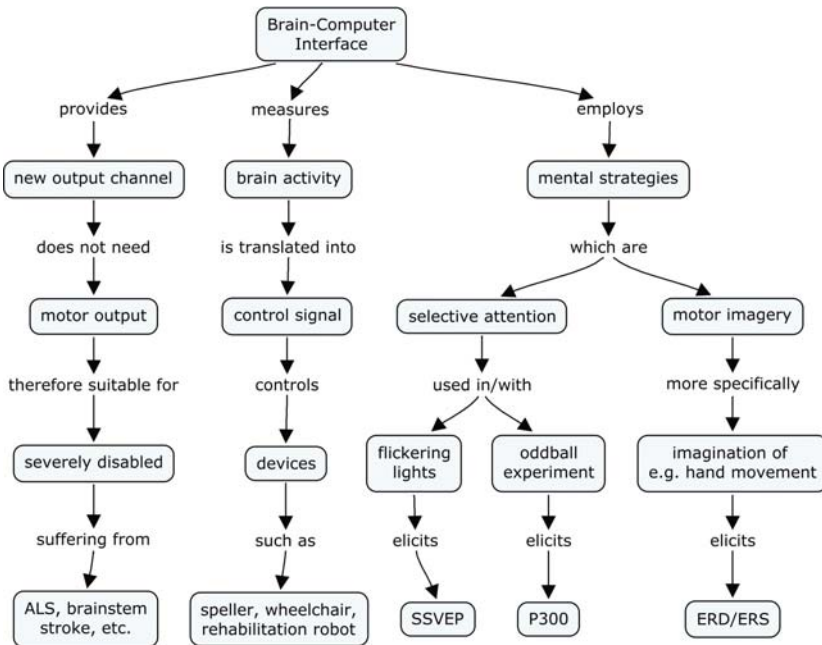 Brain-Computer
Interface
provides
measures
employs
new output channel
brain activity
mental strategies
does not need
is translated into
which are
motor output
control signal
selective attention
motor imagery
therefore suitable for
controls
used in/with
more specifically
severely disabled
devices
flickering
lights
oddball
experiment
imagination of
e.g. hand movement
suffering from
such as
elicits
elicits
elicits
ALS, brainstem
stroke, etc.
speller, wheelchair,
rehabilitation robot
SSVEP
P300
ERD/ERS